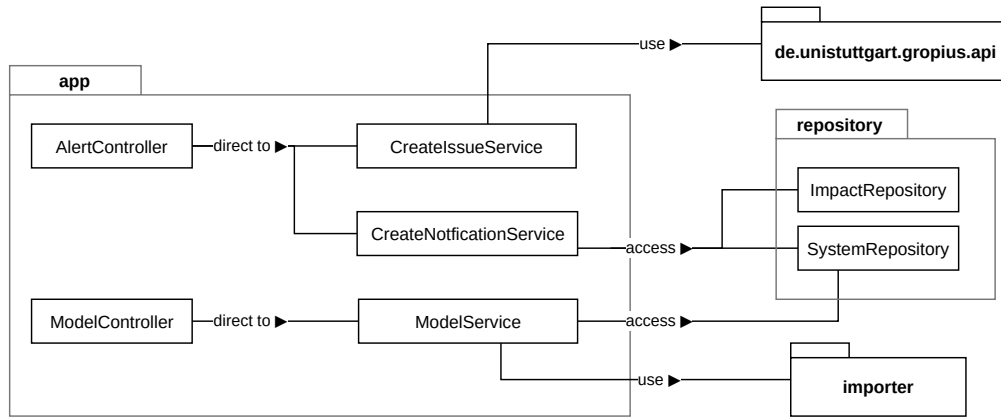 use ▶
de.unistuttgart.gropius.api
app
repository
AlertController
direct to ▶
CreateIssueService
ImpactRepository
CreateNotficationService
access ▶
SystemRepository
ModelController
direct to ▶
ModelService
access ▶
use ▶
importer